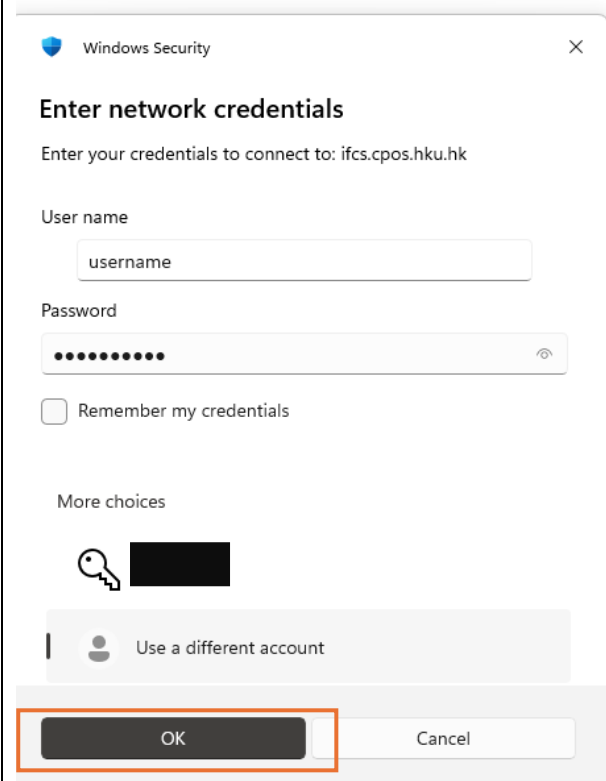 Windows Security
Enter network credentials
Enter your credentials to connect to: ifcs.cpos.hku.hk
User name
username
Password
●●●●●●●●●●
Remember my credentials
More choices
Use a different account
OK
Cancel